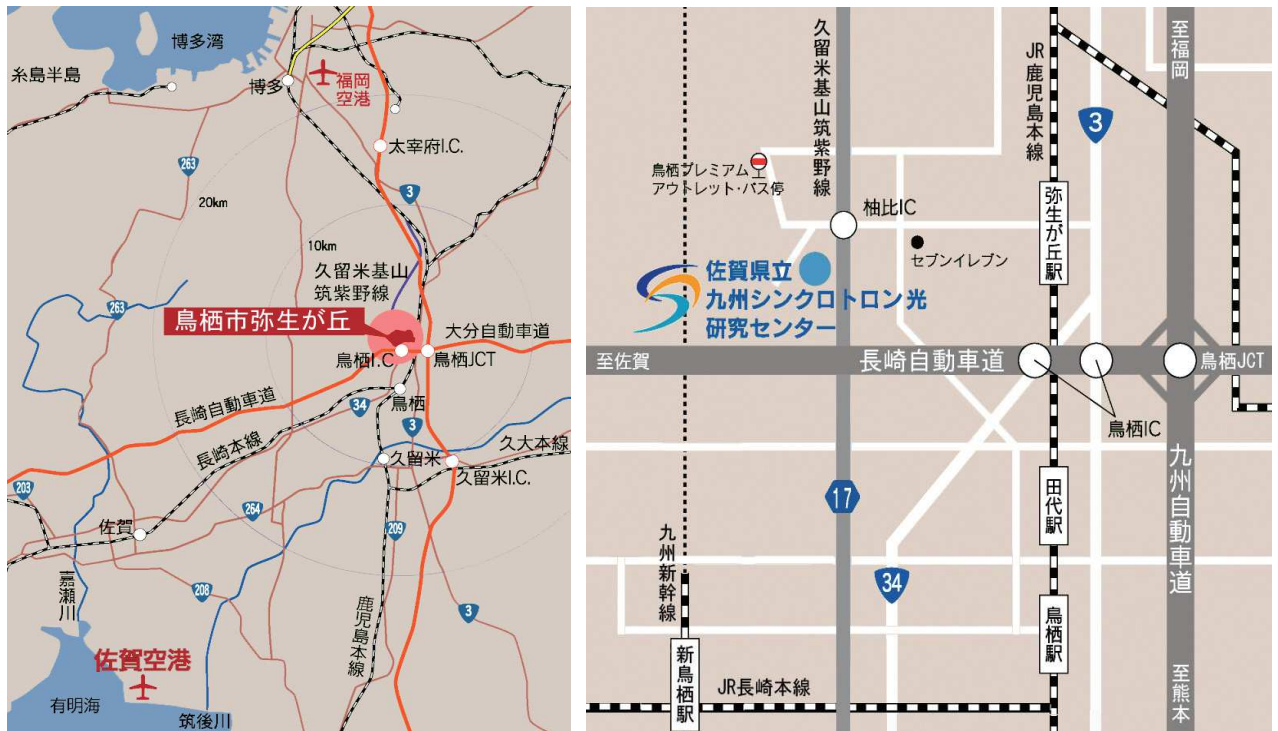 博多湾
糸島半島
博多
福岡
空港
太宰府I.C.
263
3
20km
10km
久留米基山
筑紫野線
263
鳥栖市弥生が丘
大分自動車道
鳥栖I.C
鳥栖JCT
鳥栖
34
長崎自動車道
3
長崎本線
久大本線
久留米
久留米I.C.
203
264
佐賀
209
嘉瀬川
208
鹿児島本線
3
佐賀空港
有明海
筑後川
久留米基山筑紫野線
JR鹿児島本線
至福岡
3
鳥栖プレミアム
アウトレット・バス停
柚比IC
弥生が丘駅
セブンイレブン
佐賀県立
九州シンクロトロン光
研究センター
至佐賀
長崎自動車道
鳥栖JCT
鳥栖IC
九州自動車道
17
田代駅
九州新幹線
34
鳥栖駅
新鳥栖駅
JR長崎本線
至熊本